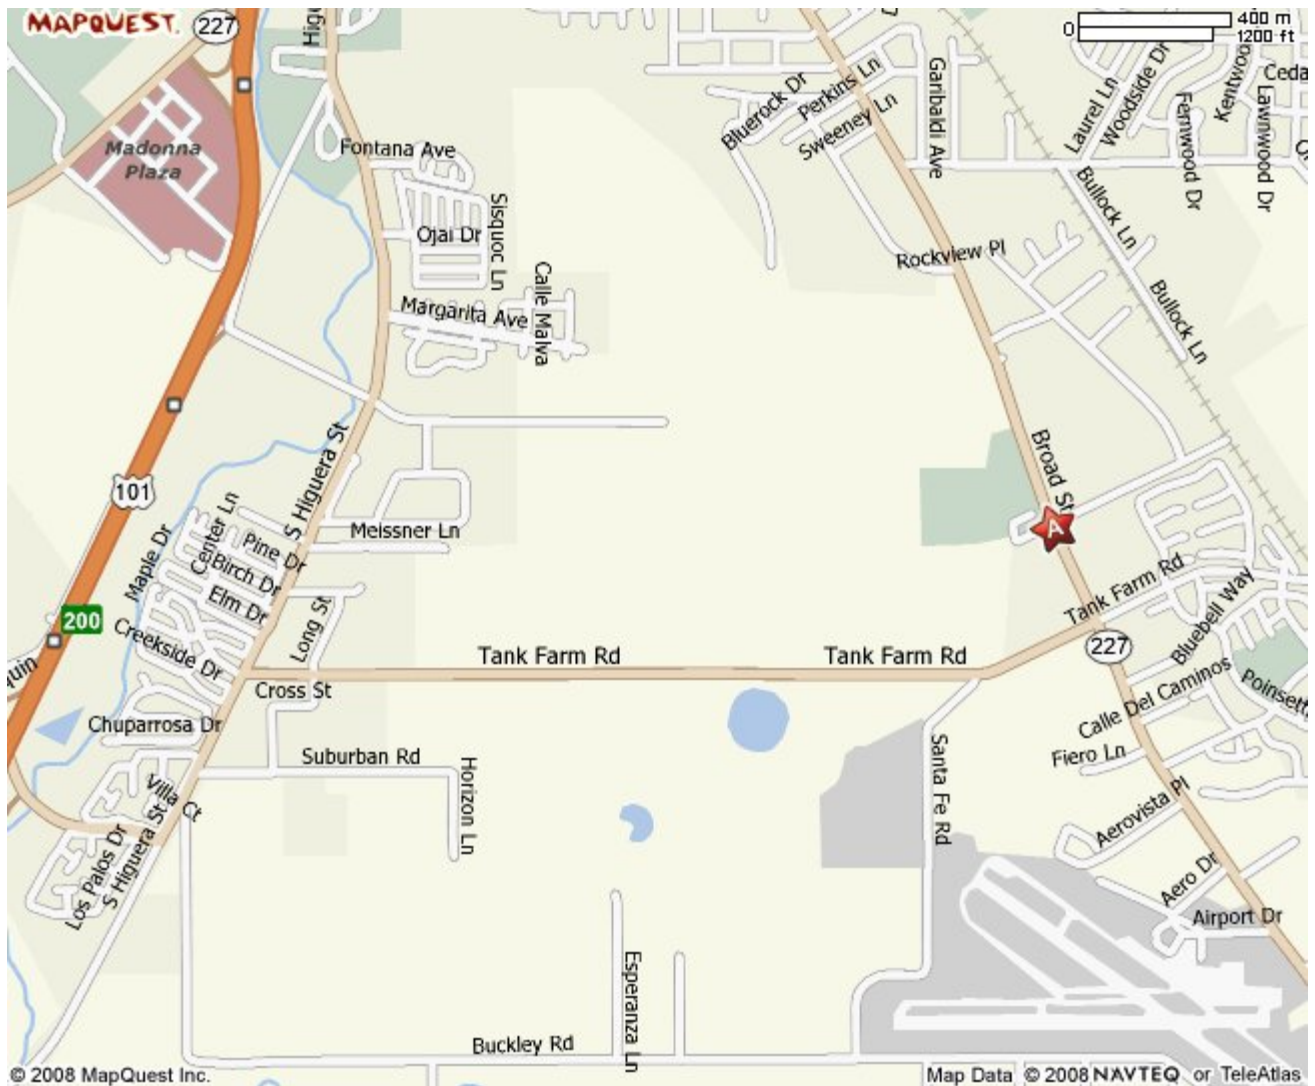 MAPQUEST.
227
0
400 m
1200 ft
Perkins Ln
Bluerock Dr
Sweeney Ln
Garibaldi Ave
Laurel Ln
Woodside Dr
Fernwood Dr
Lawnwood Dr
Madonna
Plaza
Fontana Ave
Sisquoc Ln
Ojai Dr
Calle Malva
Margarita Ave
Bullock Ln
Rockview Pl
Bullock Ln
S Higuera St
Broad St
101
Center Ln
Maple Dr
Pine Dr
Birch Dr
Elm Dr
Meissner Ln
A
200
Creekside Dr
Long St
Tank Farm Rd
Tank Farm Rd
Tank Farm Rd
Bluebell Way
227
Cross St
Calle Del Caminos
Chuparrosa Dr
Fiero Ln
Suburban Rd
Horizon Ln
Santa Fe Rd
Villa Ct
Aerovista Pl
Los Palos Dr
S Higuera St
Aero Dr
Airport Dr
Esperanza Ln
Buckley Rd
© 2008 MapQuest Inc.
Map Data © 2008 NAVTEQ or TeleAtlas